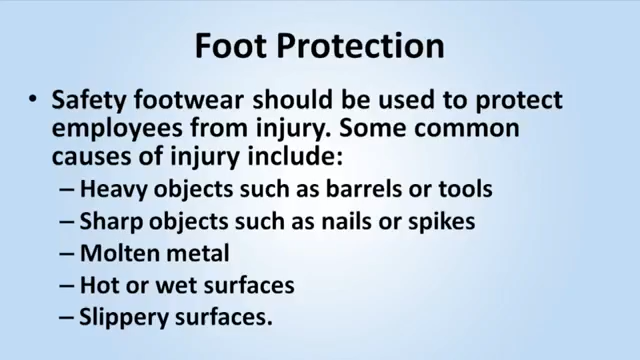 Foot Protection
• Safety footwear should be used to protect
employees from injury. Some common
causes of injury include:
– Heavy objects such as barrels or tools
– Sharp objects such as nails or spikes
– Molten metal
– Hot or wet surfaces
– Slippery surfaces.